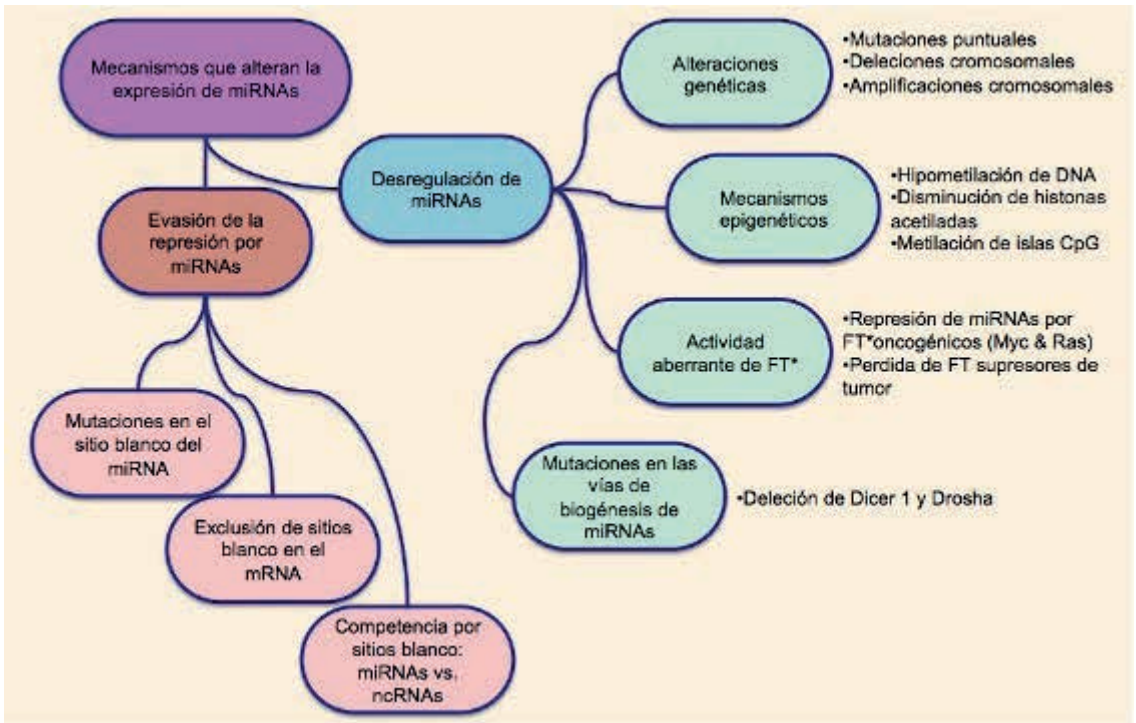 Mecanismos que alteran la
expresión de miRNAs
Evasión de la
represión por
miRNAs
Mutaciones en el
sitio blanco del
miRNA
Exclusión de sitios
blanco en el
mRNA
Competencia por
sitios blanco:
miRNAs vs.
ncRNAs
Desregulación de
miRNAs
Alteraciones
genéticas
•Mutaciones puntuales
•Deleciones cromosomales
•Amplificaciones cromosomales
Mecanismos
epigenéticos
•Hipometilación de DNA
•Disminución de histonas
acetiladas
•Metilación de islas CpG
Actividad
aberrante de FT*
•Represión de miRNAs por
FT*oncogénicos (Myc & Ras)
•Perdida de FT supresores de
tumor
Mutaciones en las
vías de
biogénesis de
miRNAs
•Deleción de Dicer 1 y Drosha